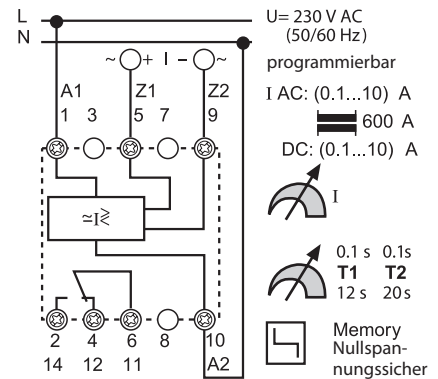 L
N
U= 230 V AC
(50/60 Hz)
programmierbar
~ + I – ~
A1 Z1 Z2
1 3 5 7 9
I AC: (0.1...10) A
600 A
DC: (0.1...10) A
I
≃I≷
0.1 s 0.1s
T1 T2
12 s 20s
2 4 6 8 10
14 12 11 A2
Memory
Nullspan-
nungssicher